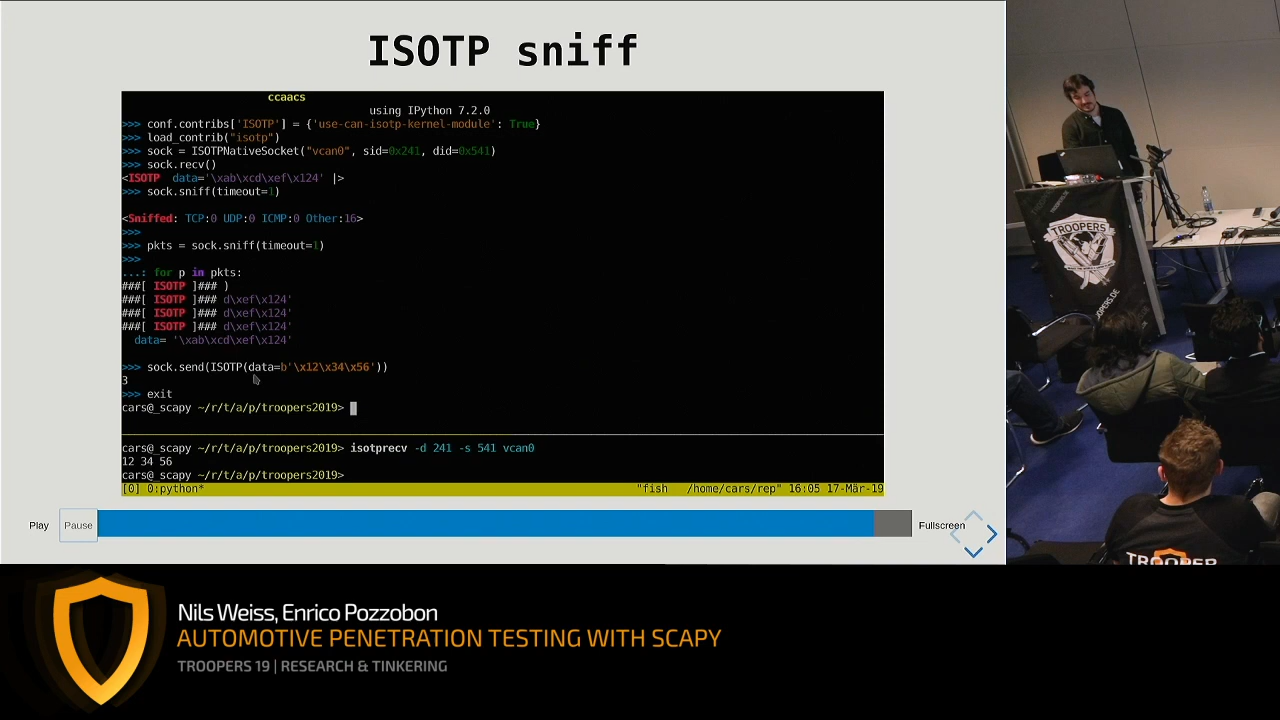 ISOTP sniff
ccaacs
using IPython 7.2.0
>>> conf.contribs['ISOTP'] = {'use-can-isotp-kernel-module': True}
>>> load_contrib("isotp")
>>> sock = ISOTPNativeSocket("vcan0", sid=0x241, did=0x541)
>>> sock.recv()
<ISOTP  data='\xab\xcd\xef\x124' |>
>>> sock.sniff(timeout=1)
<Sniffed: TCP:0 UDP:0 ICMP:0 Other:16>
>>>
>>> pkts = sock.sniff(timeout=1)
>>>
...: for p in pkts:
###[ ISOTP ]### )
###[ ISOTP ]### d\xef\x124'
###[ ISOTP ]### d\xef\x124'
###[ ISOTP ]### d\xef\x124'
data= '\xab\xcd\xef\x124'
>>> sock.send(ISOTP(data=b'\x12\x34\x56'))
3
>>> exit
cars@_scapy ~/r/t/a/p/troopers2019>
cars@_scapy ~/r/t/a/p/troopers2019> isotprecv -d 241 -s 541 vcan0
12 34 56
cars@_scapy ~/r/t/a/p/troopers2019>
[0] 0:python* "fish  /home/cars/rep" 16:05 17-Mär-19
Play Pause Fullscreen
TROOPERS
TROOPERS.DE
TROOPER
Nils Weiss, Enrico Pozzobon
AUTOMOTIVE PENETRATION TESTING WITH SCAPY
TROOPERS 19 | RESEARCH & TINKERING